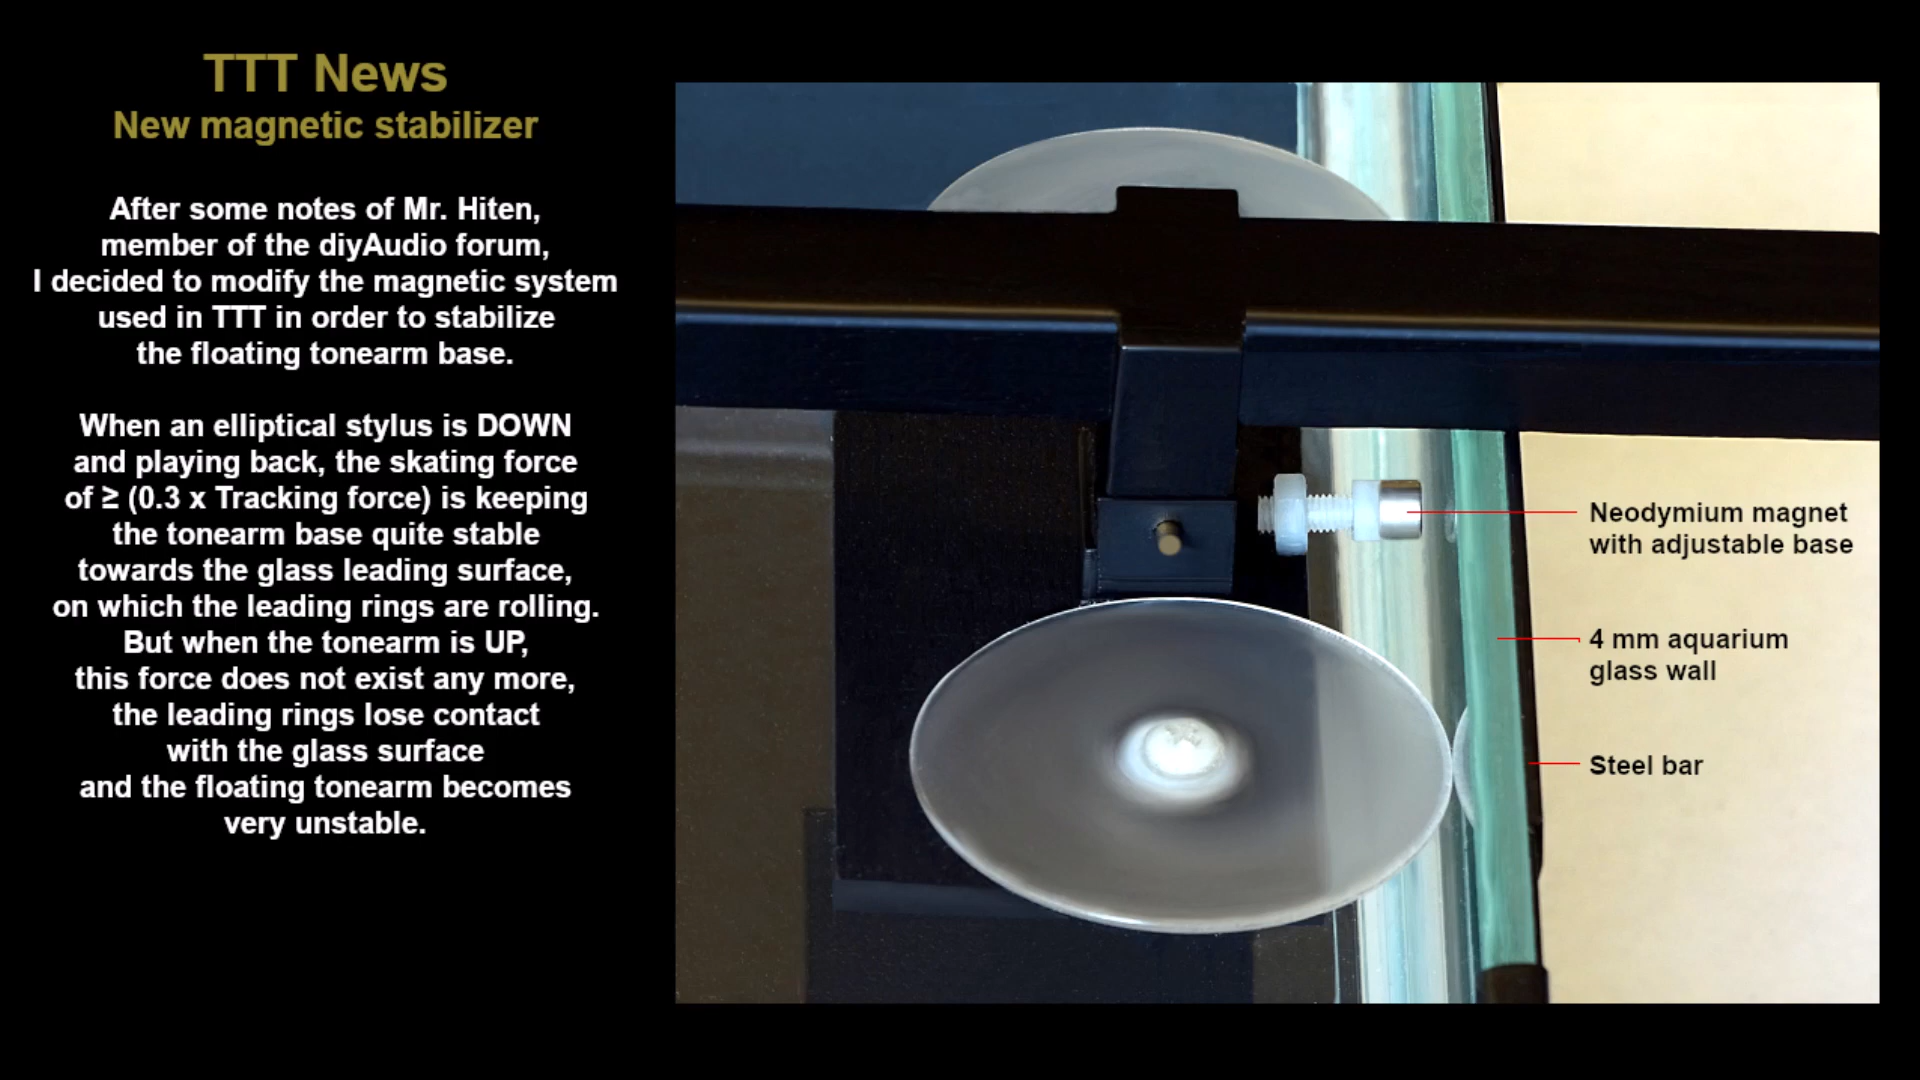 TTT News
New magnetic stabilizer
After some notes of Mr. Hiten,
member of the diyAudio forum,
I decided to modify the magnetic system
used in TTT in order to stabilize
the floating tonearm base.
When an elliptical stylus is DOWN
and playing back, the skating force
of ≥ (0.3 x Tracking force) is keeping
the tonearm base quite stable
towards the glass leading surface,
on which the leading rings are rolling.
But when the tonearm is UP,
this force does not exist any more,
the leading rings lose contact
with the glass surface
and the floating tonearm becomes
very unstable.
Neodymium magnet
with adjustable base
4 mm aquarium
glass wall
Steel bar